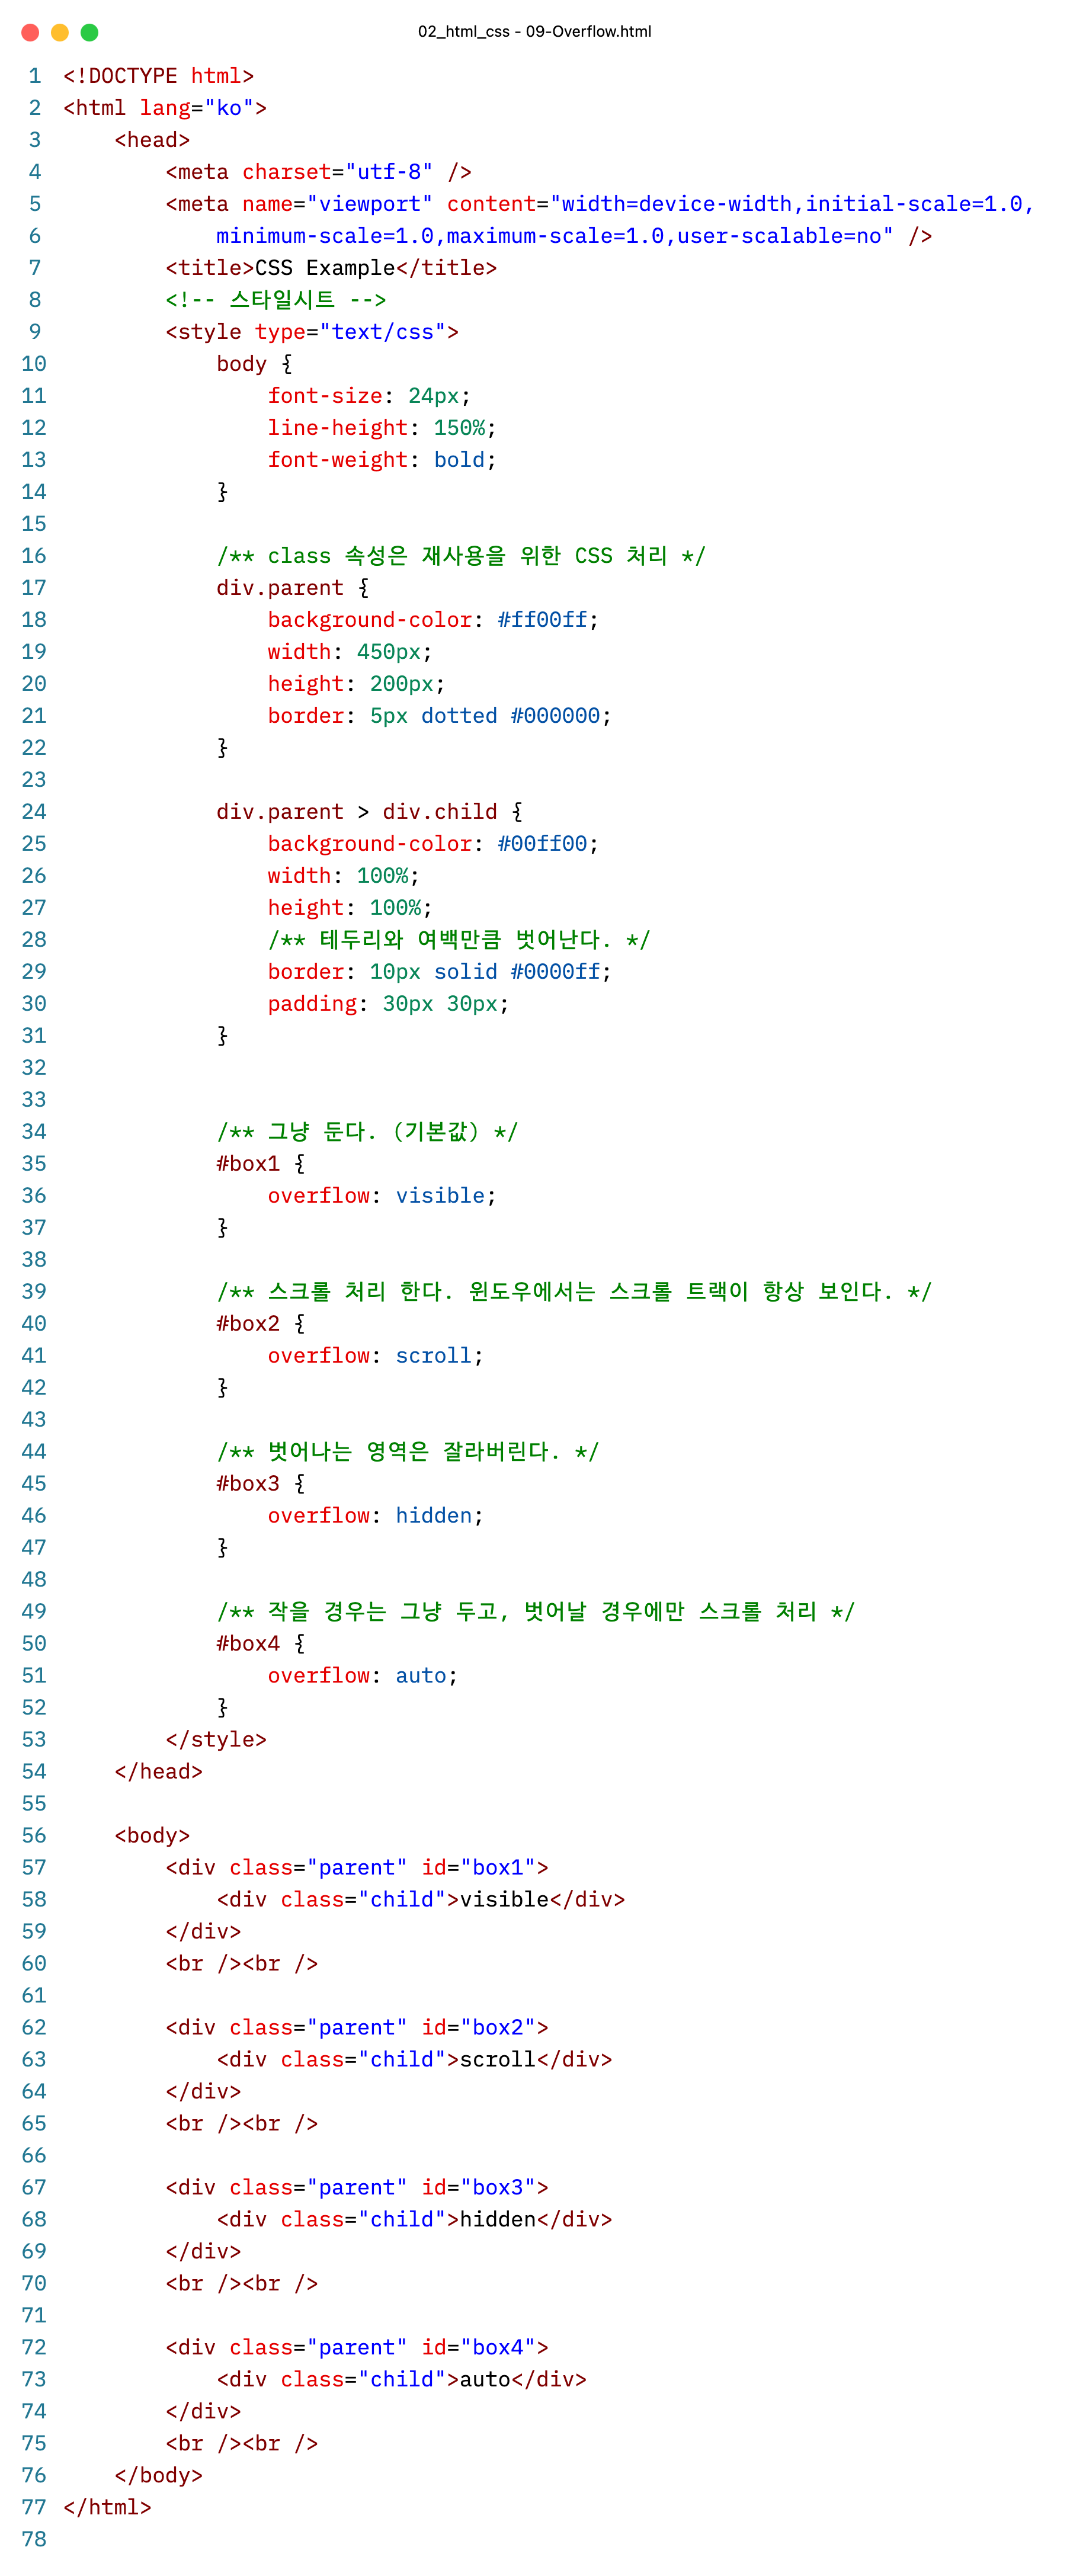 02_html_css - 09-Overflow.html
1 <!DOCTYPE html>
2 <html lang="ko">
3     <head>
4         <meta charset="utf-8" />
5         <meta name="viewport" content="width=device-width,initial-scale=1.0,
6             minimum-scale=1.0,maximum-scale=1.0,user-scalable=no" />
7         <title>CSS Example</title>
8         <!-- 스타일시트 -->
9         <style type="text/css">
10             body {
11                 font-size: 24px;
12                 line-height: 150%;
13                 font-weight: bold;
14             }
15
16             /** class 속성은 재사용을 위한 CSS 처리 */
17             div.parent {
18                 background-color: #ff00ff;
19                 width: 450px;
20                 height: 200px;
21                 border: 5px dotted #000000;
22             }
23
24             div.parent > div.child {
25                 background-color: #00ff00;
26                 width: 100%;
27                 height: 100%;
28                 /** 테두리와 여백만큼 벗어난다. */
29                 border: 10px solid #0000ff;
30                 padding: 30px 30px;
31             }
32
33
34             /** 그냥 둔다. (기본값) */
35             #box1 {
36                 overflow: visible;
37             }
38
39             /** 스크롤 처리 한다. 윈도우에서는 스크롤 트랙이 항상 보인다. */
40             #box2 {
41                 overflow: scroll;
42             }
43
44             /** 벗어나는 영역은 잘라버린다. */
45             #box3 {
46                 overflow: hidden;
47             }
48
49             /** 작을 경우는 그냥 두고, 벗어날 경우에만 스크롤 처리 */
50             #box4 {
51                 overflow: auto;
52             }
53         </style>
54     </head>
55
56     <body>
57         <div class="parent" id="box1">
58             <div class="child">visible</div>
59         </div>
60         <br /><br />
61
62         <div class="parent" id="box2">
63             <div class="child">scroll</div>
64         </div>
65         <br /><br />
66
67         <div class="parent" id="box3">
68             <div class="child">hidden</div>
69         </div>
70         <br /><br />
71
72         <div class="parent" id="box4">
73             <div class="child">auto</div>
74         </div>
75         <br /><br />
76     </body>
77 </html>
78